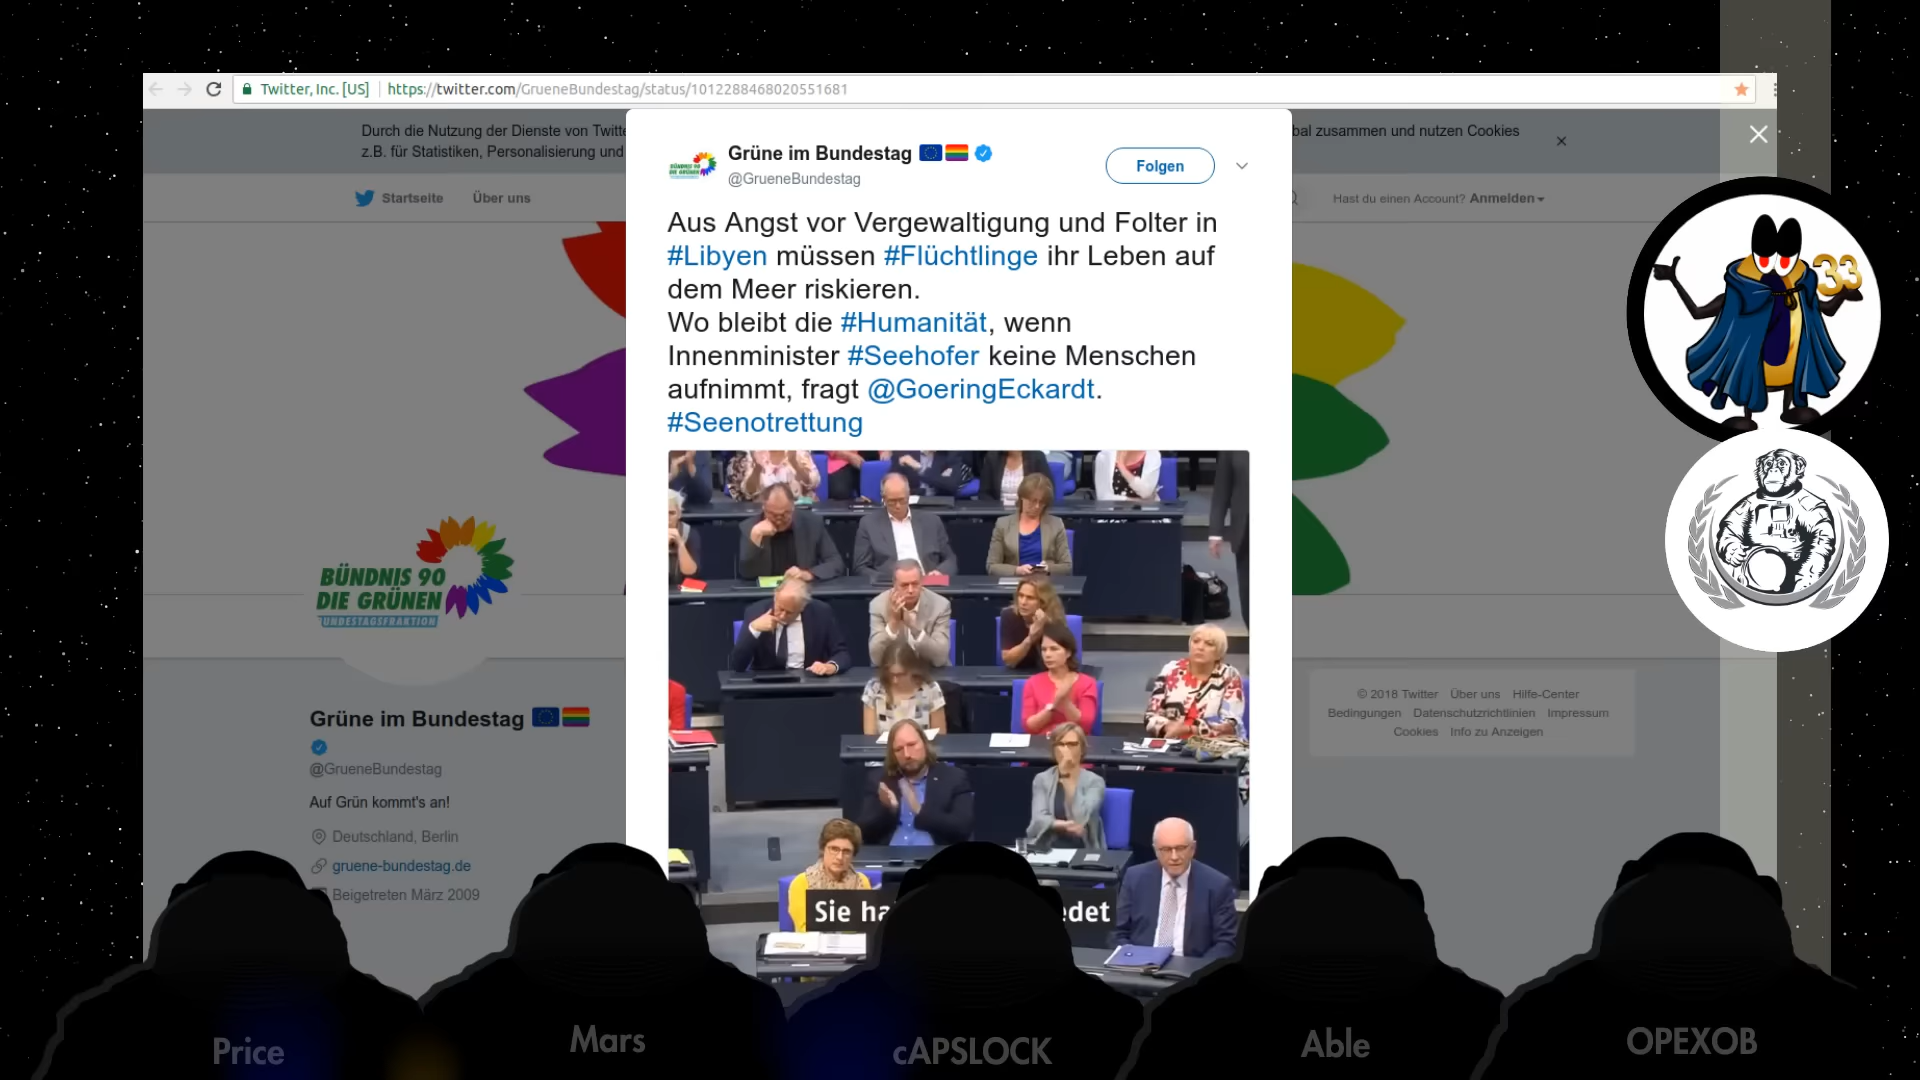 Twitter, Inc. [US] | https://twitter.com/GrueneBundestag/status/1012288468020551681
Durch die Nutzung der Dienste von Twitte
z.B. für Statistiken, Personalisierung und
bal zusammen und nutzen Cookies
Startseite Über uns
Hast du einen Account? Anmelden
Grüne im Bundestag
@GrueneBundestag
Folgen
Aus Angst vor Vergewaltigung und Folter in
#Libyen müssen #Flüchtlinge ihr Leben auf
dem Meer riskieren.
Wo bleibt die #Humanität, wenn
Innenminister #Seehofer keine Menschen
aufnimmt, fragt @GoeringEckardt.
#Seenotrettung
33
BÜNDNIS 90
DIE GRÜNEN
BUNDESTAGSFRAKTION
Grüne im Bundestag
@GrueneBundestag
Auf Grün kommt's an!
Deutschland, Berlin
gruene-bundestag.de
Beigetreten März 2009
© 2018 Twitter Über uns Hilfe-Center
Bedingungen Datenschutzrichtlinien Impressum
Cookies Info zu Anzeigen
Sie ha
edet
Price
Mars
cAPSLOCK
Able
OPEXOB